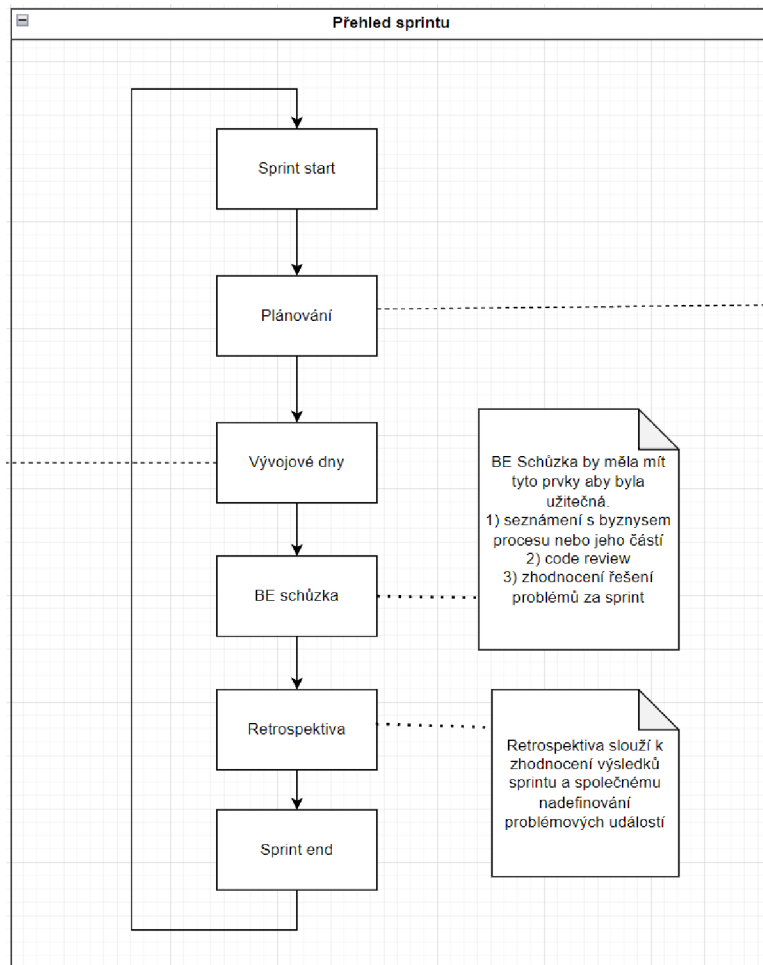 Přehled sprintu
Sprint start
Plánování
Vývojové dny
BE Schůzka by měla mít
tyto prvky aby byla
užitečná.
1) seznámení s byznysem
procesu nebo jeho částí
2) code review
3) zhodnocení řešení
problémů za sprint
BE schůzka
Retrospektiva
Retrospektiva slouží k
zhodnocení výsledků
sprintu a společnému
nadefinování
problémových událostí
Sprint end